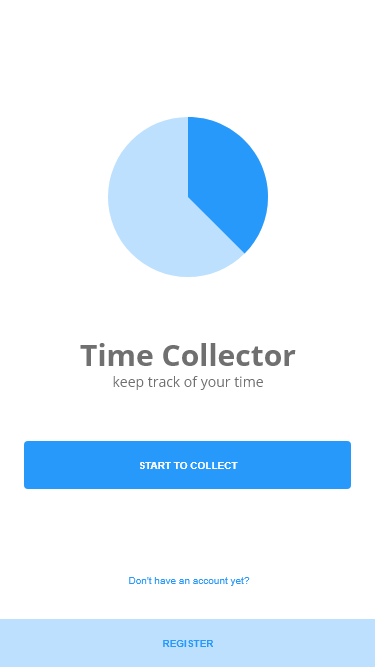 Time Collector
keep track of your time
START TO COLLECT
Don't have an account yet?
REGISTER